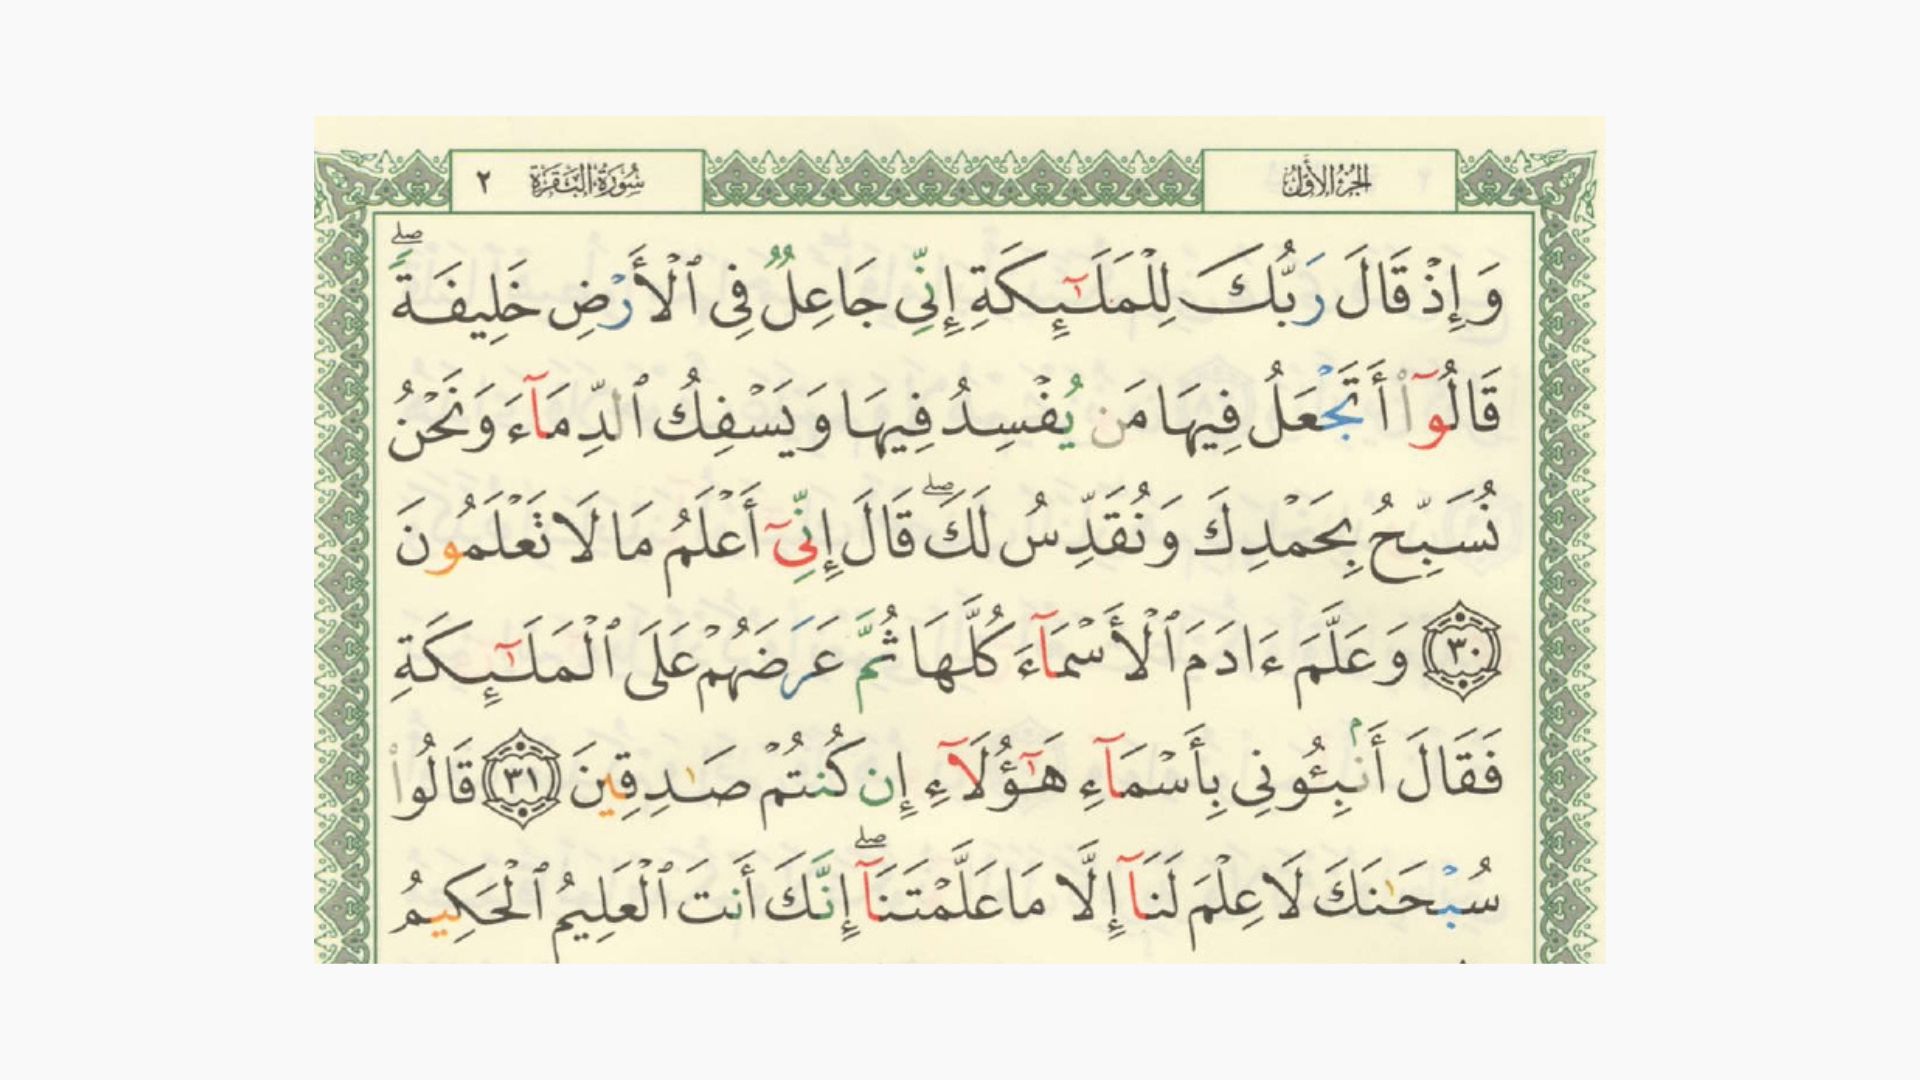 الجزء الأول
سورة البقرة ٢
وَإِذْ قَالَ رَبُّكَ لِلْمَلَـٰٓئِكَةِ إِنِّى جَاعِلٌ فِى ٱلْأَرْضِ خَلِيفَةً ۖ
قَالُوٓا۟ أَتَجْعَلُ فِيهَا مَن يُفْسِدُ فِيهَا وَيَسْفِكُ ٱلدِّمَآءَ وَنَحْنُ
نُسَبِّحُ بِحَمْدِكَ وَنُقَدِّسُ لَكَ ۖ قَالَ إِنِّىٓ أَعْلَمُ مَا لَا تَعْلَمُونَ
٣٠ وَعَلَّمَ ءَادَمَ ٱلْأَسْمَآءَ كُلَّهَا ثُمَّ عَرَضَهُمْ عَلَى ٱلْمَلَـٰٓئِكَةِ
فَقَالَ أَنۢبِـُٔونِى بِأَسْمَآءِ هَـٰٓؤُلَآءِ إِن كُنتُمْ صَـٰدِقِينَ ٣١ قَالُوا۟
سُبْحَـٰنَكَ لَا عِلْمَ لَنَآ إِلَّا مَا عَلَّمْتَنَآ ۖ إِنَّكَ أَنتَ ٱلْعَلِيمُ ٱلْحَكِيمُ